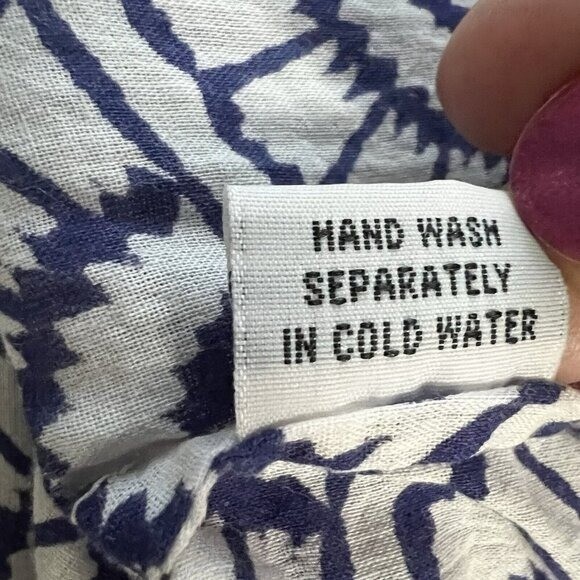 HAND WASH
SEPARATELY
IN COLD WATER